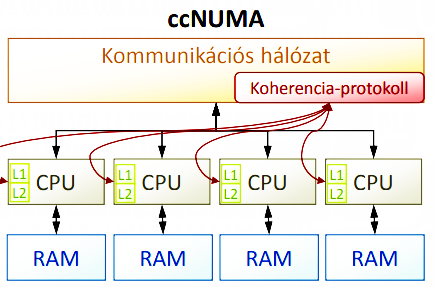 ccNUMA
Kommunikációs hálózat
Koherencia-protokoll
L1
L2
CPU
L1
L2
CPU
L1
L2
CPU
L1
L2
CPU
RAM
RAM
RAM
RAM